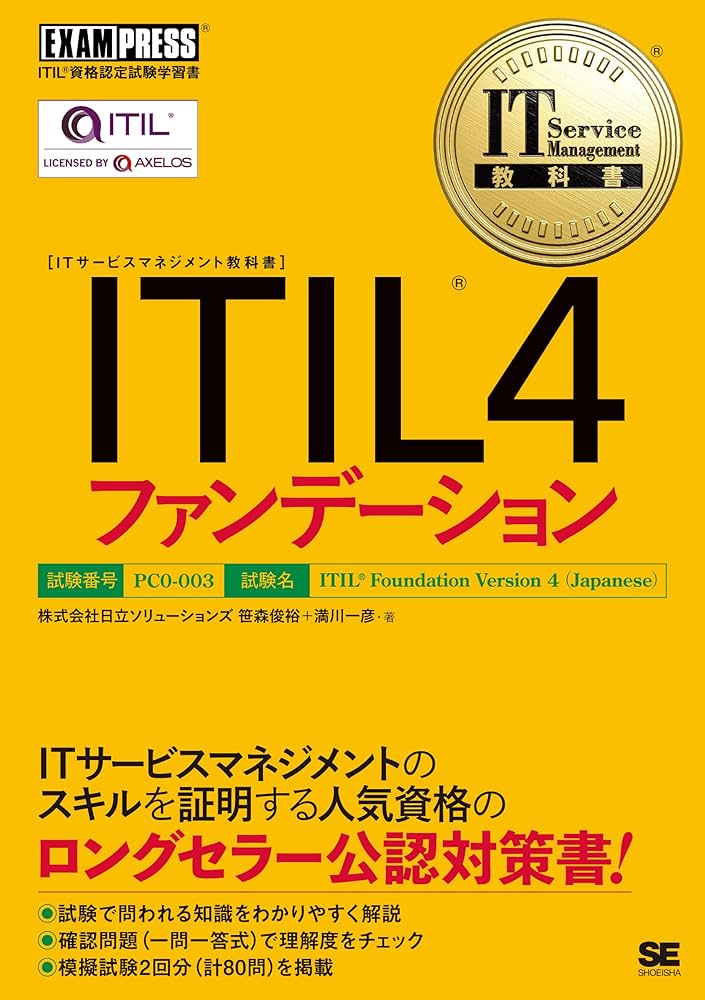 EXAMPRESS®
ITIL®資格認定試験学習書
ITIL®
LICENSED BY AXELOS
®
IT Service Management
教科書
[ITサービスマネジメント教科書]
ITIL®4
ファンデーション
試験番号 PC0-003 試験名 ITIL® Foundation Version 4 (Japanese)
株式会社日立ソリューションズ 笹森俊裕+満川一彦・著
ITサービスマネジメントの
スキルを証明する人気資格の
ロングセラー公認対策書!
◉試験で問われる知識をわかりやすく解説
◉確認問題(一問一答式)で理解度をチェック
◉模擬試験2回分(計80問)を掲載
SE
SHOEISHA